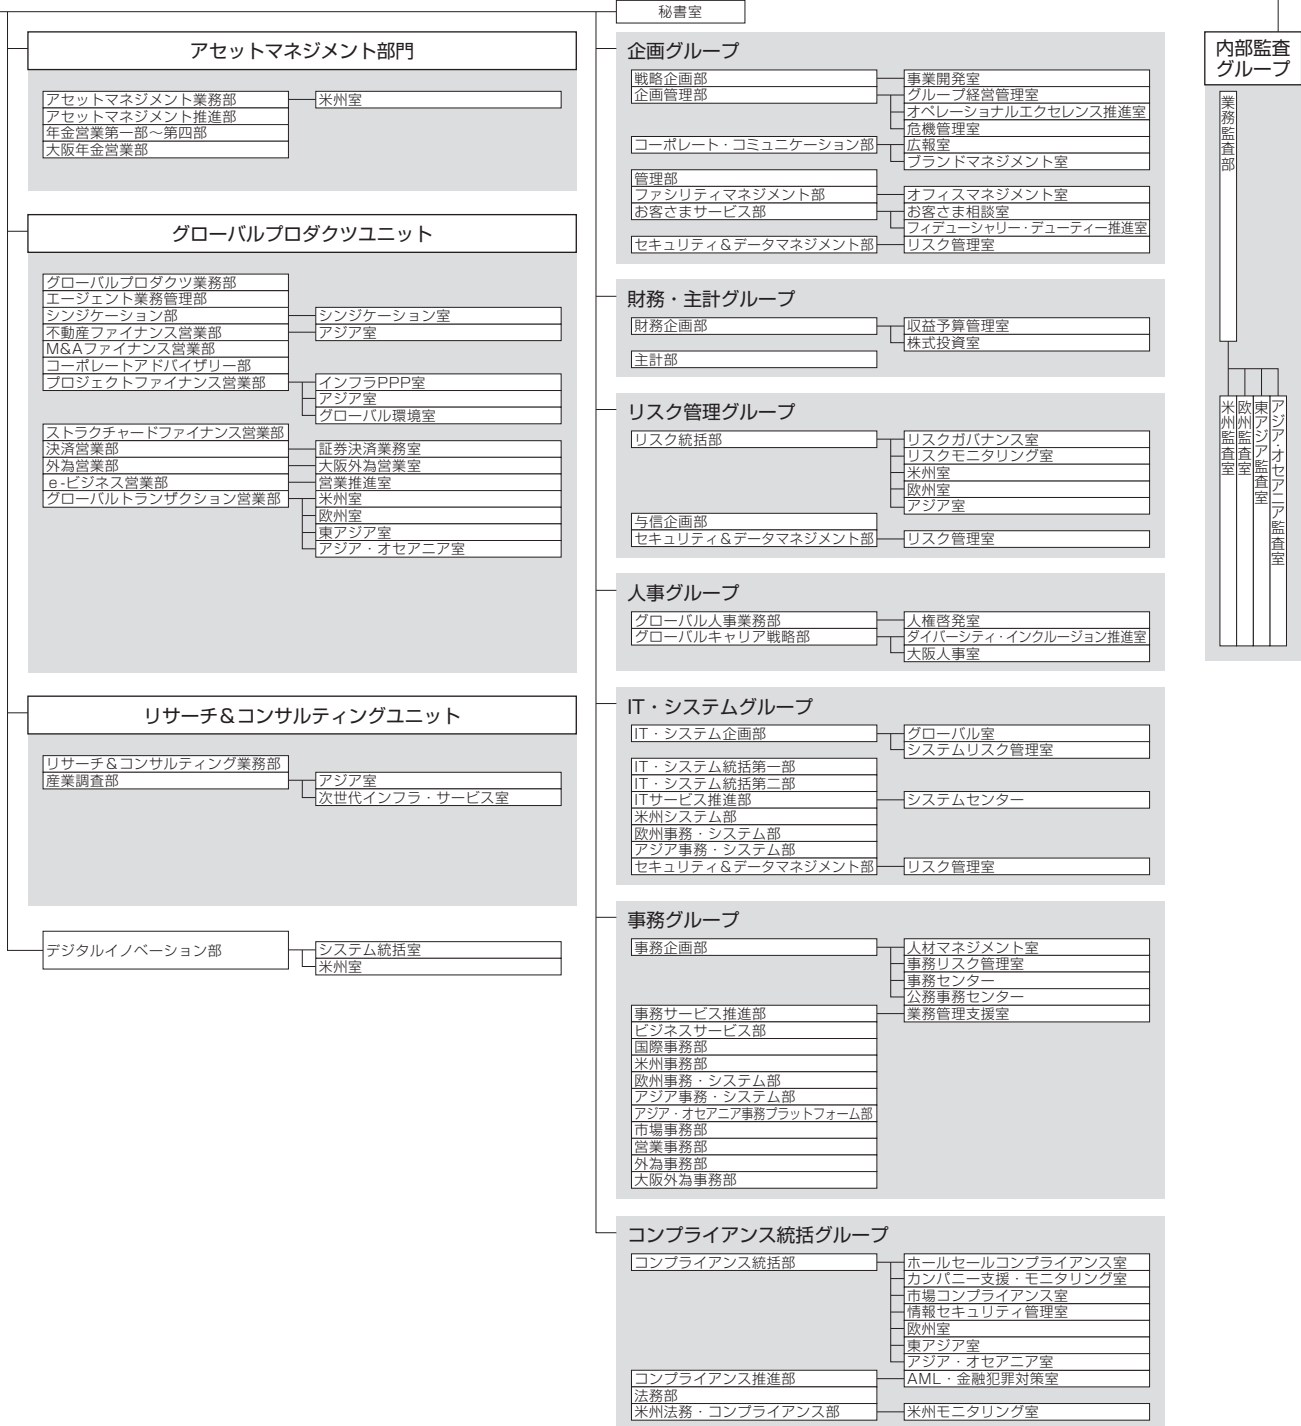 秘書室
アセットマネジメント部門
アセットマネジメント業務部
米州室
アセットマネジメント推進部
年金営業第一部～第四部
大阪年金営業部
グローバルプロダクツユニット
グローバルプロダクツ業務部
エージェント業務管理部
シンジケーション部
シンジケーション室
不動産ファイナンス営業部
アジア室
M&Aファイナンス営業部
コーポレートアドバイザリー部
プロジェクトファイナンス営業部
インフラPPP室
アジア室
グローバル環境室
ストラクチャードファイナンス営業部
決済営業部
証券決済業務室
外為営業部
大阪外為営業室
e-ビジネス営業部
営業推進室
グローバルトランザクション営業部
米州室
欧州室
東アジア室
アジア・オセアニア室
リサーチ&コンサルティングユニット
リサーチ&コンサルティング業務部
産業調査部
アジア室
次世代インフラ・サービス室
デジタルイノベーション部
システム統括室
米州室
企画グループ
戦略企画部
事業開発室
企画管理部
グループ経営管理室
オペレーショナルエクセレンス推進室
危機管理室
コーポレート・コミュニケーション部
広報室
ブランドマネジメント室
管理部
ファシリティマネジメント部
オフィスマネジメント室
お客さまサービス部
お客さま相談室
フィデューシャリー・デューティー推進室
セキュリティ&データマネジメント部
リスク管理室
財務・主計グループ
財務企画部
収益予算管理室
株式投資室
主計部
リスク管理グループ
リスク統括部
リスクガバナンス室
リスクモニタリング室
米州室
欧州室
アジア室
与信企画部
セキュリティ&データマネジメント部
リスク管理室
人事グループ
グローバル人事業務部
人権啓発室
グローバルキャリア戦略部
ダイバーシティ・インクルージョン推進室
大阪人事室
IT・システムグループ
IT・システム企画部
グローバル室
システムリスク管理室
IT・システム統括第一部
IT・システム統括第二部
ITサービス推進部
システムセンター
米州システム部
欧州事務・システム部
アジア事務・システム部
セキュリティ&データマネジメント部
リスク管理室
事務グループ
事務企画部
人材マネジメント室
事務リスク管理室
事務センター
公務事務センター
事務サービス推進部
業務管理支援室
ビジネスサービス部
国際事務部
米州事務部
欧州事務・システム部
アジア事務・システム部
アジア・オセアニア事務プラットフォーム部
市場事務部
営業事務部
外為事務部
大阪外為事務部
コンプライアンス統括グループ
コンプライアンス統括部
ホールセールコンプライアンス室
カンパニー支援・モニタリング室
市場コンプライアンス室
情報セキュリティ管理室
欧州室
東アジア室
アジア・オセアニア室
コンプライアンス推進部
AML・金融犯罪対策室
法務部
米州法務・コンプライアンス部
米州モニタリング室
内部監査
グループ
業務監査部
米州監査室
欧州監査室
東アジア監査室
アジア・オセアニア監査室